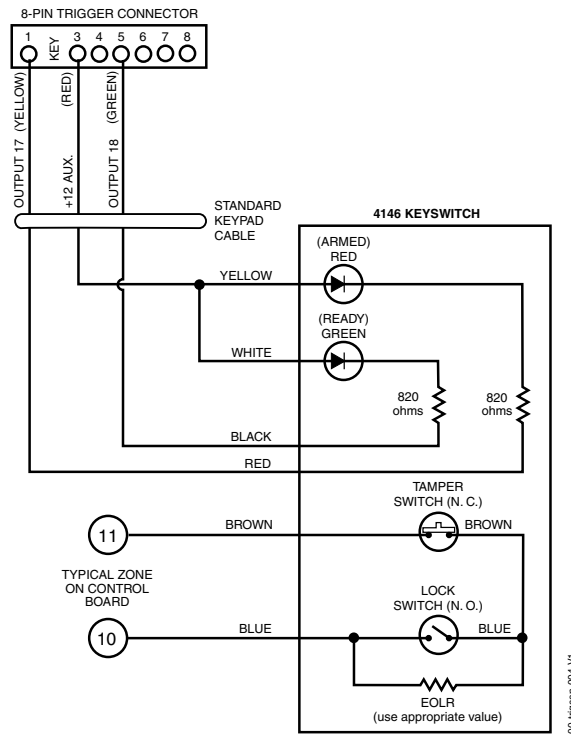 8-PIN TRIGGER CONNECTOR
1 KEY 3 4 5 6 7 8
OUTPUT 17 (YELLOW)
+12 AUX. (RED)
OUTPUT 18 (GREEN)
STANDARD
KEYPAD
CABLE
4146 KEYSWITCH
(ARMED)
RED
YELLOW
(READY)
GREEN
WHITE
820
ohms
820
ohms
BLACK
RED
TAMPER
SWITCH (N. C.)
11
BROWN
BROWN
TYPICAL ZONE
ON CONTROL
BOARD
LOCK
SWITCH (N. O.)
10
BLUE
BLUE
EOLR
(use appropriate value)